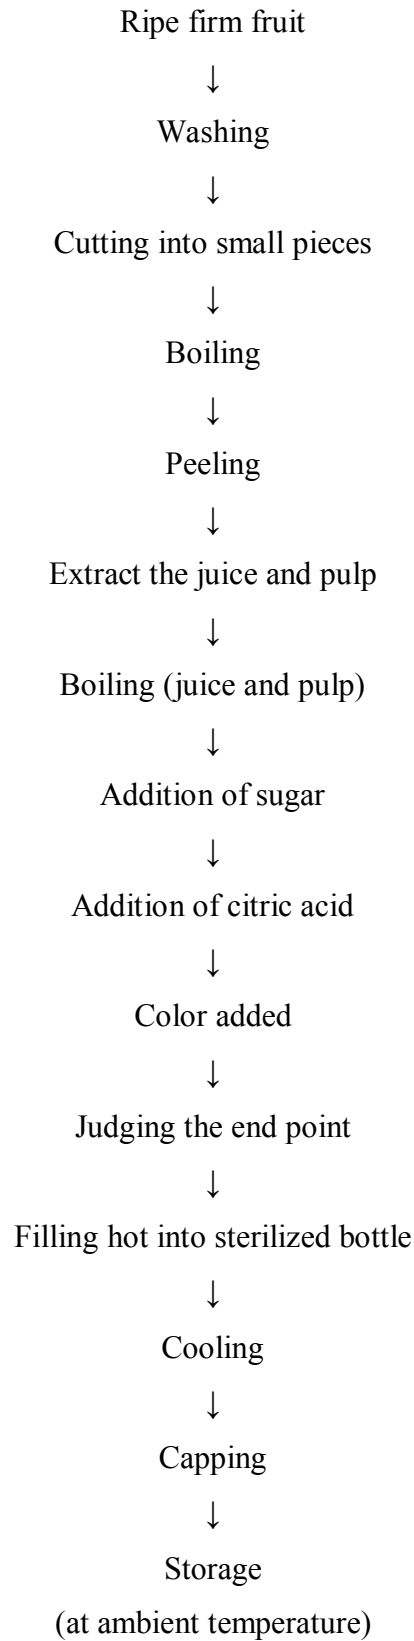 Ripe firm fruit
↓
Washing
↓
Cutting into small pieces
↓
Boiling
↓
Peeling
↓
Extract the juice and pulp
↓
Boiling (juice and pulp)
↓
Addition of sugar
↓
Addition of citric acid
↓
Color added
↓
Judging the end point
↓
Filling hot into sterilized bottle
↓
Cooling
↓
Capping
↓
Storage
(at ambient temperature)